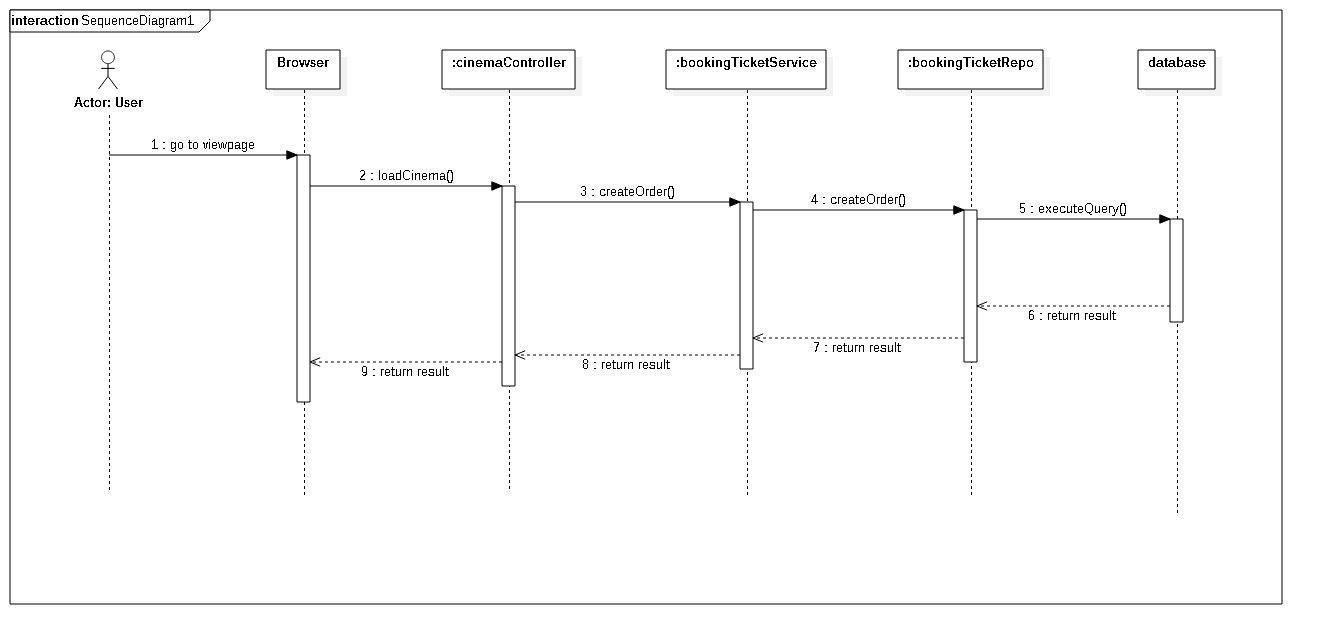 interaction SequenceDiagram1
Actor: User
Browser
:cinemaController
:bookingTicketService
:bookingTicketRepo
database
1 : go to viewpage
2 : loadCinema()
3 : createOrder()
4 : createOrder()
5 : executeQuery()
6 : return result
7 : return result
8 : return result
9 : return result